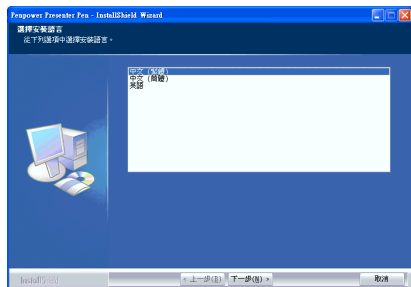 Penpower Presenter Pen - InstallShield Wizard
選擇安裝語言
從下列選項中選擇安裝語言。
中文 (繁體)
中文 (簡體)
英語
InstallShield
< 上一步(B) 下一步(N) > 取消